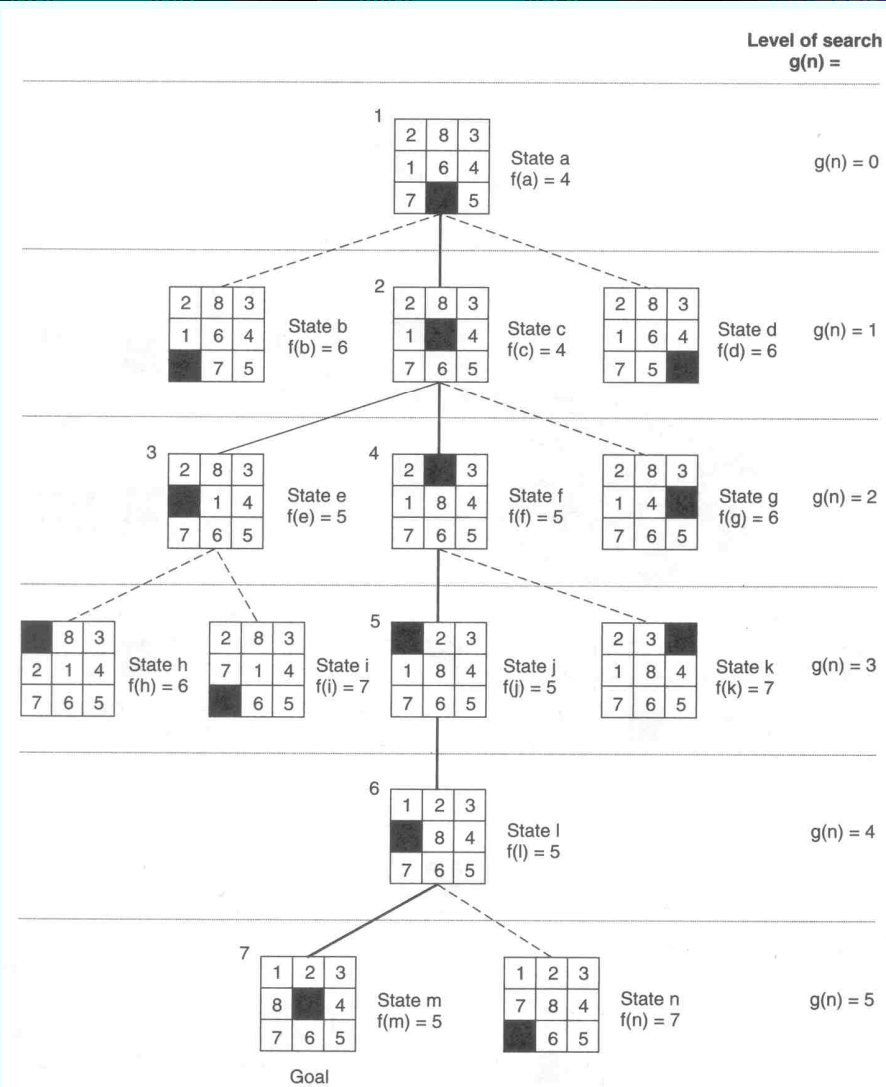 Level of search
g(n) =
1
2 8 3
1 6 4
7 5
State a
f(a) = 4
g(n) = 0
2 8 3
1 6 4
7 5
State b
f(b) = 6
2
2 8 3
1 4
7 6 5
State c
f(c) = 4
2 8 3
1 6 4
7 5
State d
f(d) = 6
g(n) = 1
3
2 8 3
1 4
7 6 5
State e
f(e) = 5
4
2 3
1 8 4
7 6 5
State f
f(f) = 5
2 8 3
1 4
7 6 5
State g
f(g) = 6
g(n) = 2
8 3
2 1 4
7 6 5
State h
f(h) = 6
2 8 3
7 1 4
6 5
State i
f(i) = 7
5
2 3
1 8 4
7 6 5
State j
f(j) = 5
2 3
1 8 4
7 6 5
State k
f(k) = 7
g(n) = 3
6
1 2 3
8 4
7 6 5
State l
f(l) = 5
g(n) = 4
7
1 2 3
8 4
7 6 5
State m
f(m) = 5
Goal
1 2 3
7 8 4
6 5
State n
f(n) = 7
g(n) = 5